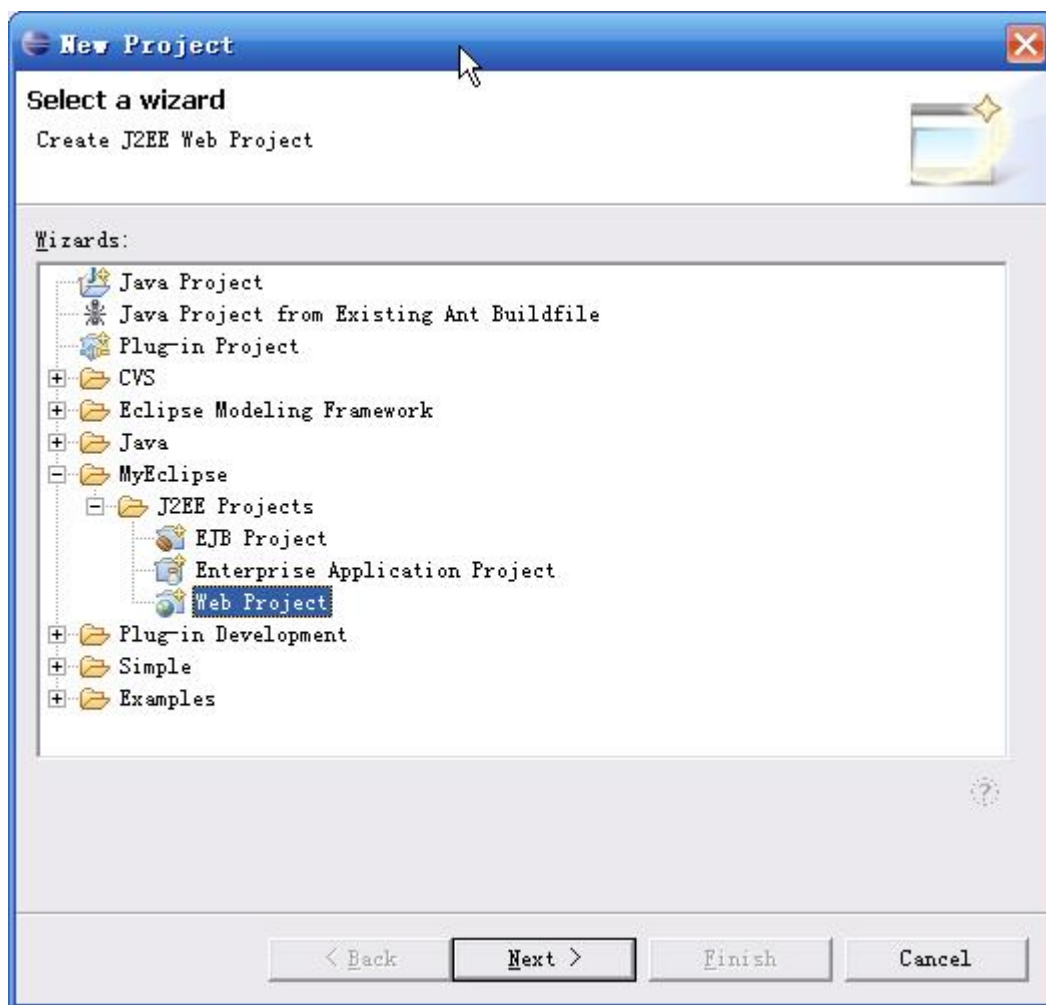 New Project
Select a wizard
Create J2EE Web Project
Wizards:
Java Project
Java Project from Existing Ant Buildfile
Plug-in Project
CVS
Eclipse Modeling Framework
Java
MyEclipse
J2EE Projects
EJB Project
Enterprise Application Project
Web Project
Plug-in Development
Simple
Examples
?
< Back Next > Finish Cancel